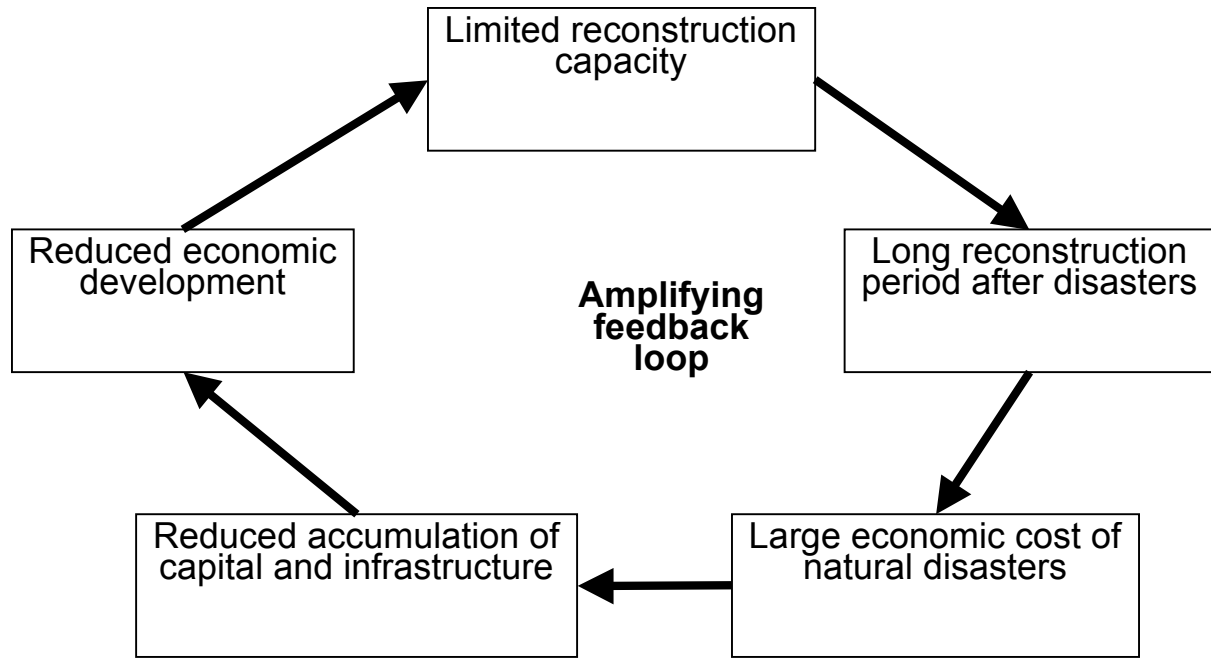 Limited reconstruction
capacity
Reduced economic
development
Long reconstruction
period after disasters
Amplifying
feedback
loop
Reduced accumulation of
capital and infrastructure
Large economic cost of
natural disasters